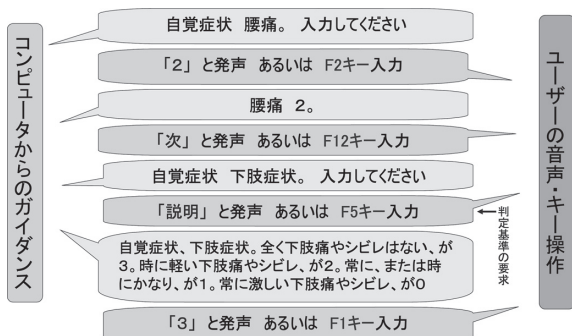 コンピュータからのガイダンス
自覚症状 腰痛。 入力してください
「2」と発声 あるいは F2キー入力
腰痛 2。
「次」と発声 あるいは F12キー入力
自覚症状 下肢症状。 入力してください
「説明」と発声 あるいは F5キー入力
←判定基準の要求
自覚症状、下肢症状。全く下肢痛やシビレはない、が
3。時に軽い下肢痛やシビレ、が2。常に、または時
にかなり、が1。常に激しい下肢痛やシビレ、が0
「3」と発声 あるいは F1キー入力
ユーザーの音声・キー操作